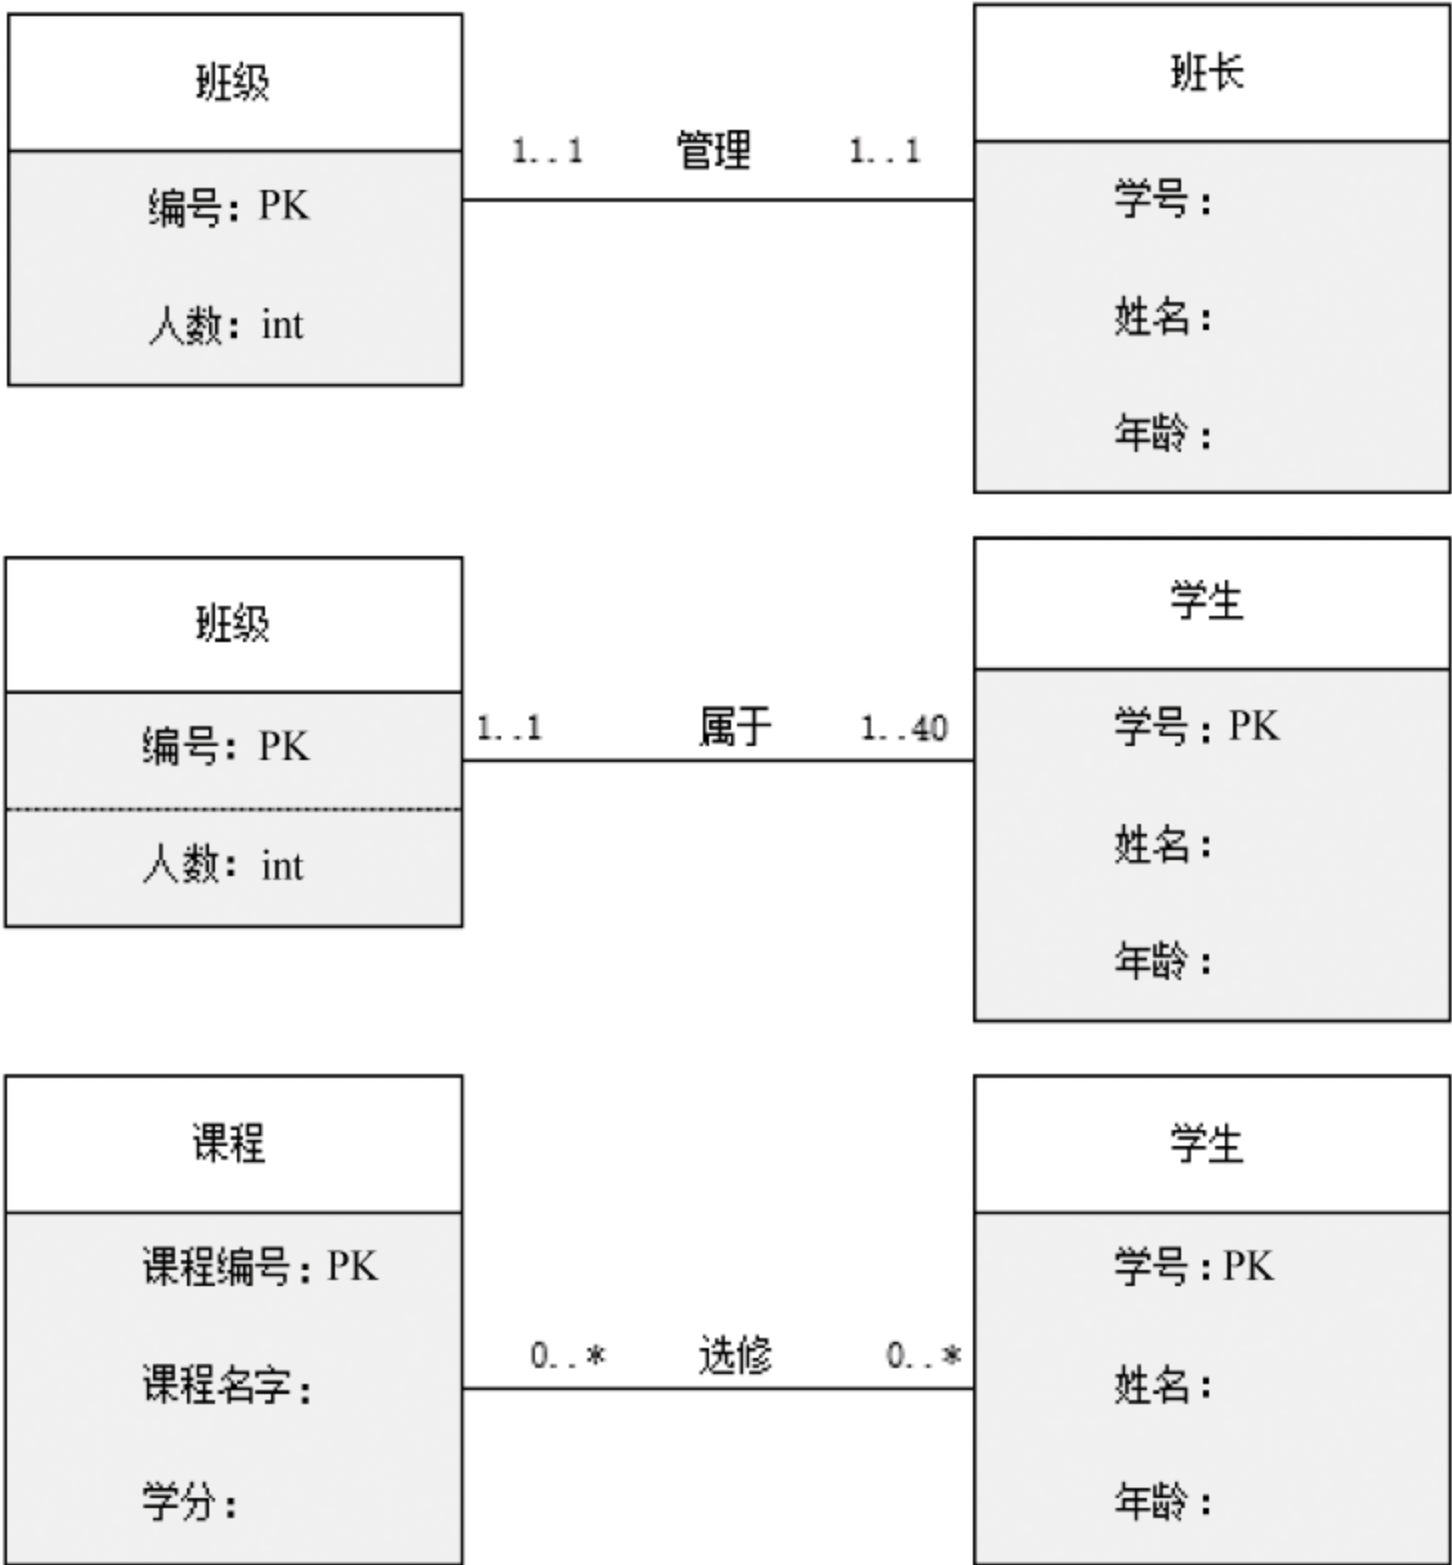 班级
编号：PK
人数：int
1..1 管理 1..1
班长
学号：
姓名：
年龄：
班级
编号：PK
人数：int
1..1 属于 1..40
学生
学号：PK
姓名：
年龄：
课程
课程编号：PK
课程名字：
学分：
0..* 选修 0..*
学生
学号：PK
姓名：
年龄：